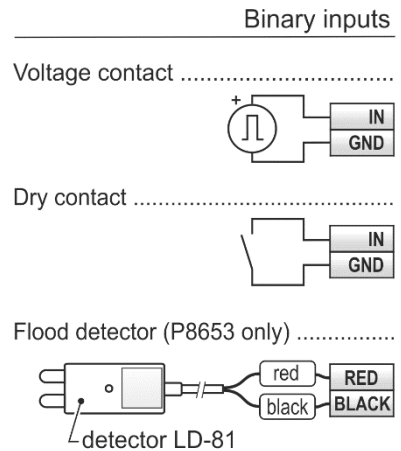 Binary inputs
Voltage contact ................................
+
IN
GND
Dry contact .......................................
IN
GND
Flood detector (P8653 only) ...............
red RED
black BLACK
detector LD-81